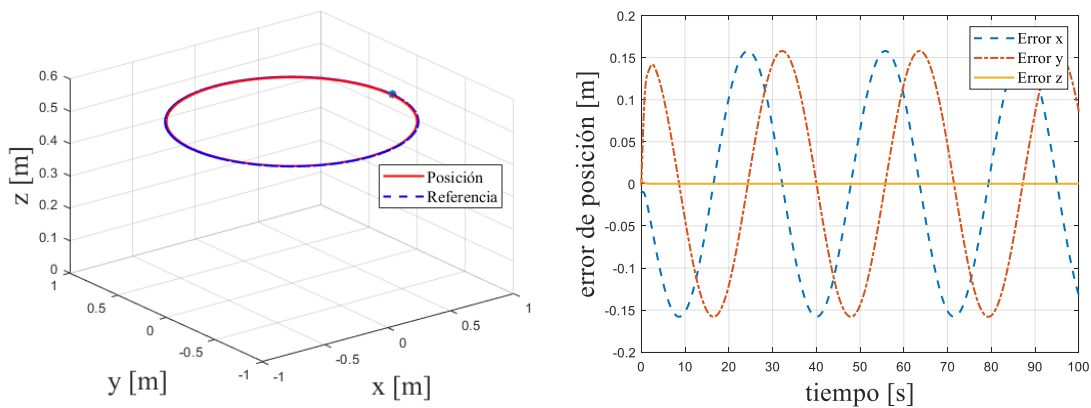 0.6
0.5
0.4
0.3
0.2
0.1
0
z [m]
1
0.5
0
-0.5
-1
y [m]
-1
-0.5
0
0.5
1
x [m]
Posición
Referencia
0.2
0.15
0.1
0.05
0
-0.05
-0.1
-0.15
-0.2
error de posición [m]
Error x
Error y
Error z
0 10 20 30 40 50 60 70 80 90 100
tiempo [s]